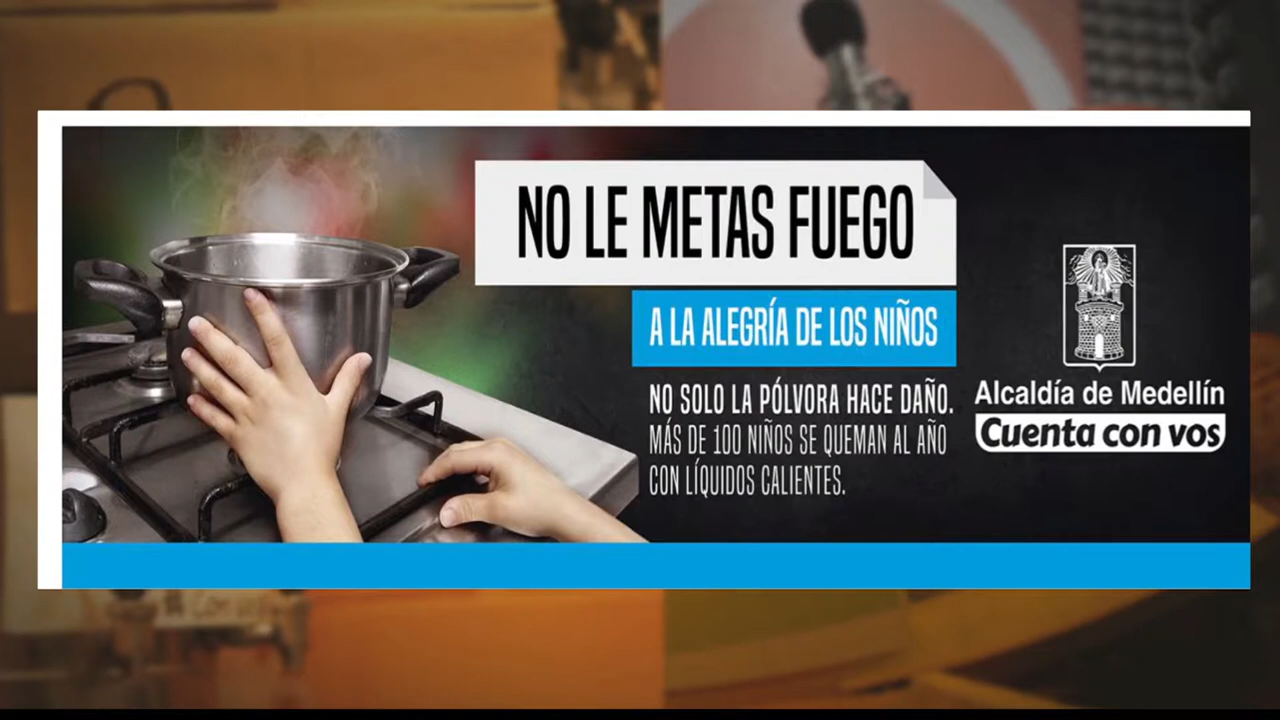 NO LE METAS FUEGO
A LA ALEGRÍA DE LOS NIÑOS
NO SOLO LA PÓLVORA HACE DAÑO.
MÁS DE 100 NIÑOS SE QUEMAN AL AÑO
CON LÍQUIDOS CALIENTES.
Alcaldía de Medellín
Cuenta con vos